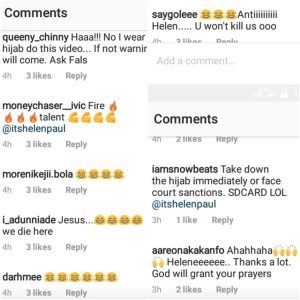 Comments
queeny_chinny Haaa!!! No I wear
hijab do this video... If not warnir
will come. Ask Fals
4h 3 likes Reply
moneychaser__ivic Fire 🔥
🔥🔥🔥talent 💪💪💪💪
@itshelenpaul
4h 3 likes Reply
morenikejii.bola 😂😂😂😂
4h 3 likes Reply
i_adunniade Jesus...😂😂😂😂
we die here
4h 3 likes Reply
darhmee 😂😂😂😂😂😂
4h 2 likes Reply
saygoleee 😂😂😂Antiiiiiiiiii
Helen..... U won't kill us ooo
4h 3 likes Reply
Add a comment...
Comments
4h 2 likes Reply
iamsnowbeats Take down
the hijab immediately or face
court sanctions. SDCARD LOL
@itshelenpaul
3h 1 like Reply
aareonakakanfo Ahahhaha🙌🙌
🙌 Heleneeeeee.. Thanks a lot.
God will grant your prayers
3h 2 likes Reply